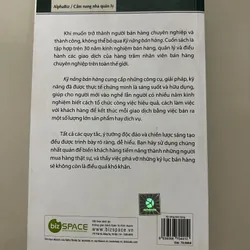 AlphaBiz / Cẩm nang nhà quản lý
Khi muốn trở thành người bán hàng chuyên nghiệp và
thành công, không thể bỏ qua Kỹ năng bán hàng. Cuốn sách là
tập hợp trên 30 năm kinh nghiệm bán hàng, quản lý và điều
hành các giao dịch của hàng trăm nhân viên bán hàng
chuyên nghiệp trên toàn thế giới.
Kỹ năng bán hàng cung cấp những công cụ, giải pháp, kỹ
năng đã được thực tế chứng minh là sáng suốt và hữu dụng,
giúp cho người mới vào nghề lẫn người có nhiều năm kinh
nghiệm biết cách tổ chức công việc hiệu quả, cách làm việc
với khách hàng để kết thúc mỗi giao dịch bằng việc bán ra
một số lượng lớn sản phẩm hay dịch vụ.
Tất cả các quy tắc, ý tưởng độc đáo và chiến lược sáng tạo
đều được trình bày rõ ràng, dễ hiểu. Bạn hãy sử dụng chúng
nhất quán để biến khách hàng tiềm năng thành những người
mua hàng thật sự, và thấy việc phá vỡ những kỷ lục bán hàng sẽ
không còn là điều quá khó khăn.
biz SPACE
www.bizspace.vn